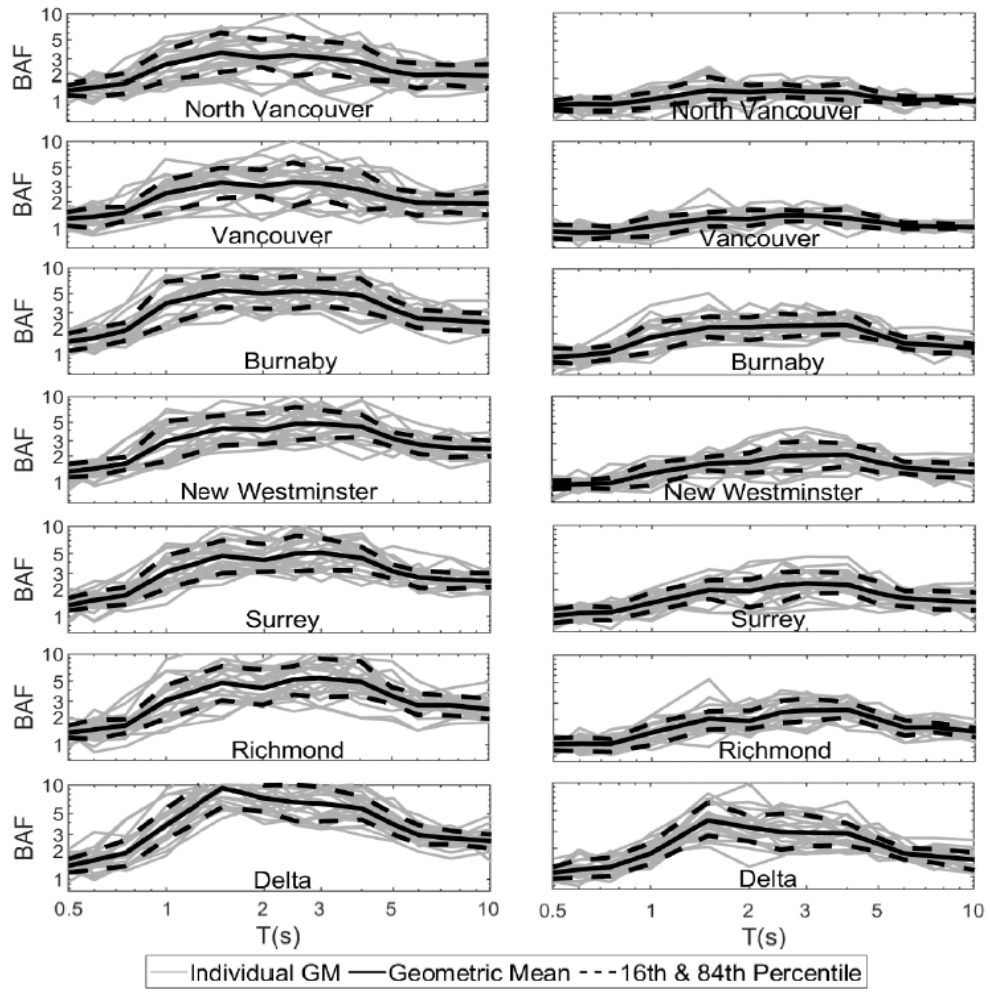 10
5
3
2
1
BAF
North Vancouver
North Vancouver
10
5
3
2
1
BAF
Vancouver
Vancouver
10
5
3
2
1
BAF
Burnaby
Burnaby
10
5
3
2
1
BAF
New Westminster
New Westminster
10
5
3
2
1
BAF
Surrey
Surrey
10
5
3
2
1
BAF
Richmond
Richmond
10
5
3
2
1
BAF
Delta
Delta
0.5 1 2 3 5 10
0.5 1 2 3 5 10
T(s)
T(s)
Individual GM Geometric Mean 16th & 84th Percentile